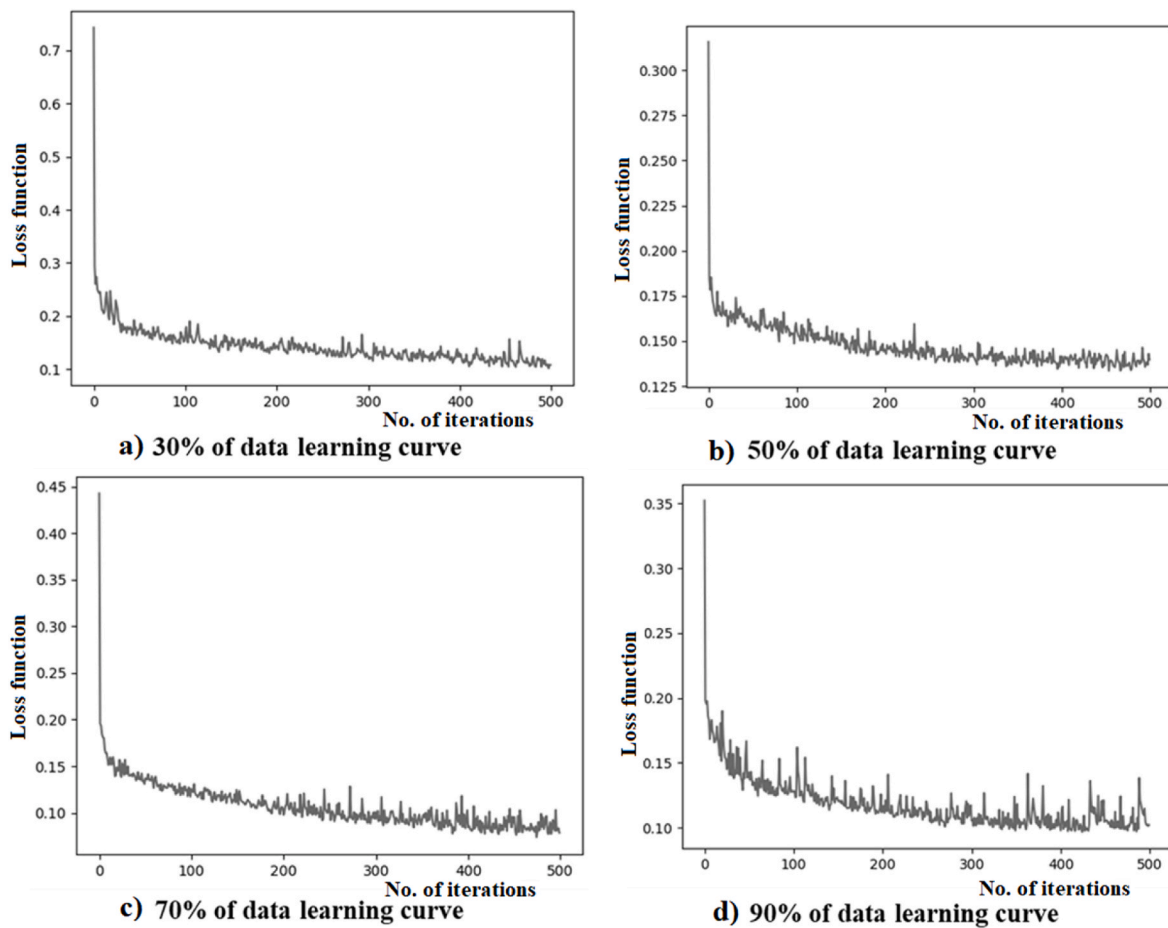 0.7
0.6
0.5
0.4
0.3
0.2
0.1
Loss function
0 100 200 300 400 500
No. of iterations
a) 30% of data learning curve
0.300
0.275
0.250
0.225
0.200
0.175
0.150
0.125
Loss function
0 100 200 300 400 500
No. of iterations
b) 50% of data learning curve
0.45
0.40
0.35
0.30
0.25
0.20
0.15
0.10
Loss function
0 100 200 300 400 500
No. of iterations
c) 70% of data learning curve
0.35
0.30
0.25
0.20
0.15
0.10
Loss function
0 100 200 300 400 500
No. of iterations
d) 90% of data learning curve